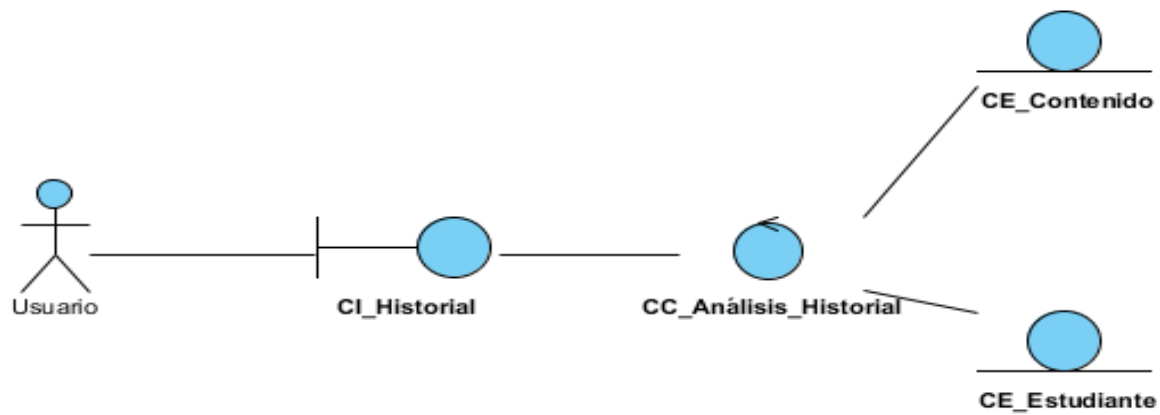 CE_Contenido
Usuario
CI_Historial
CC_Análisis_Historial
CE_Estudiante